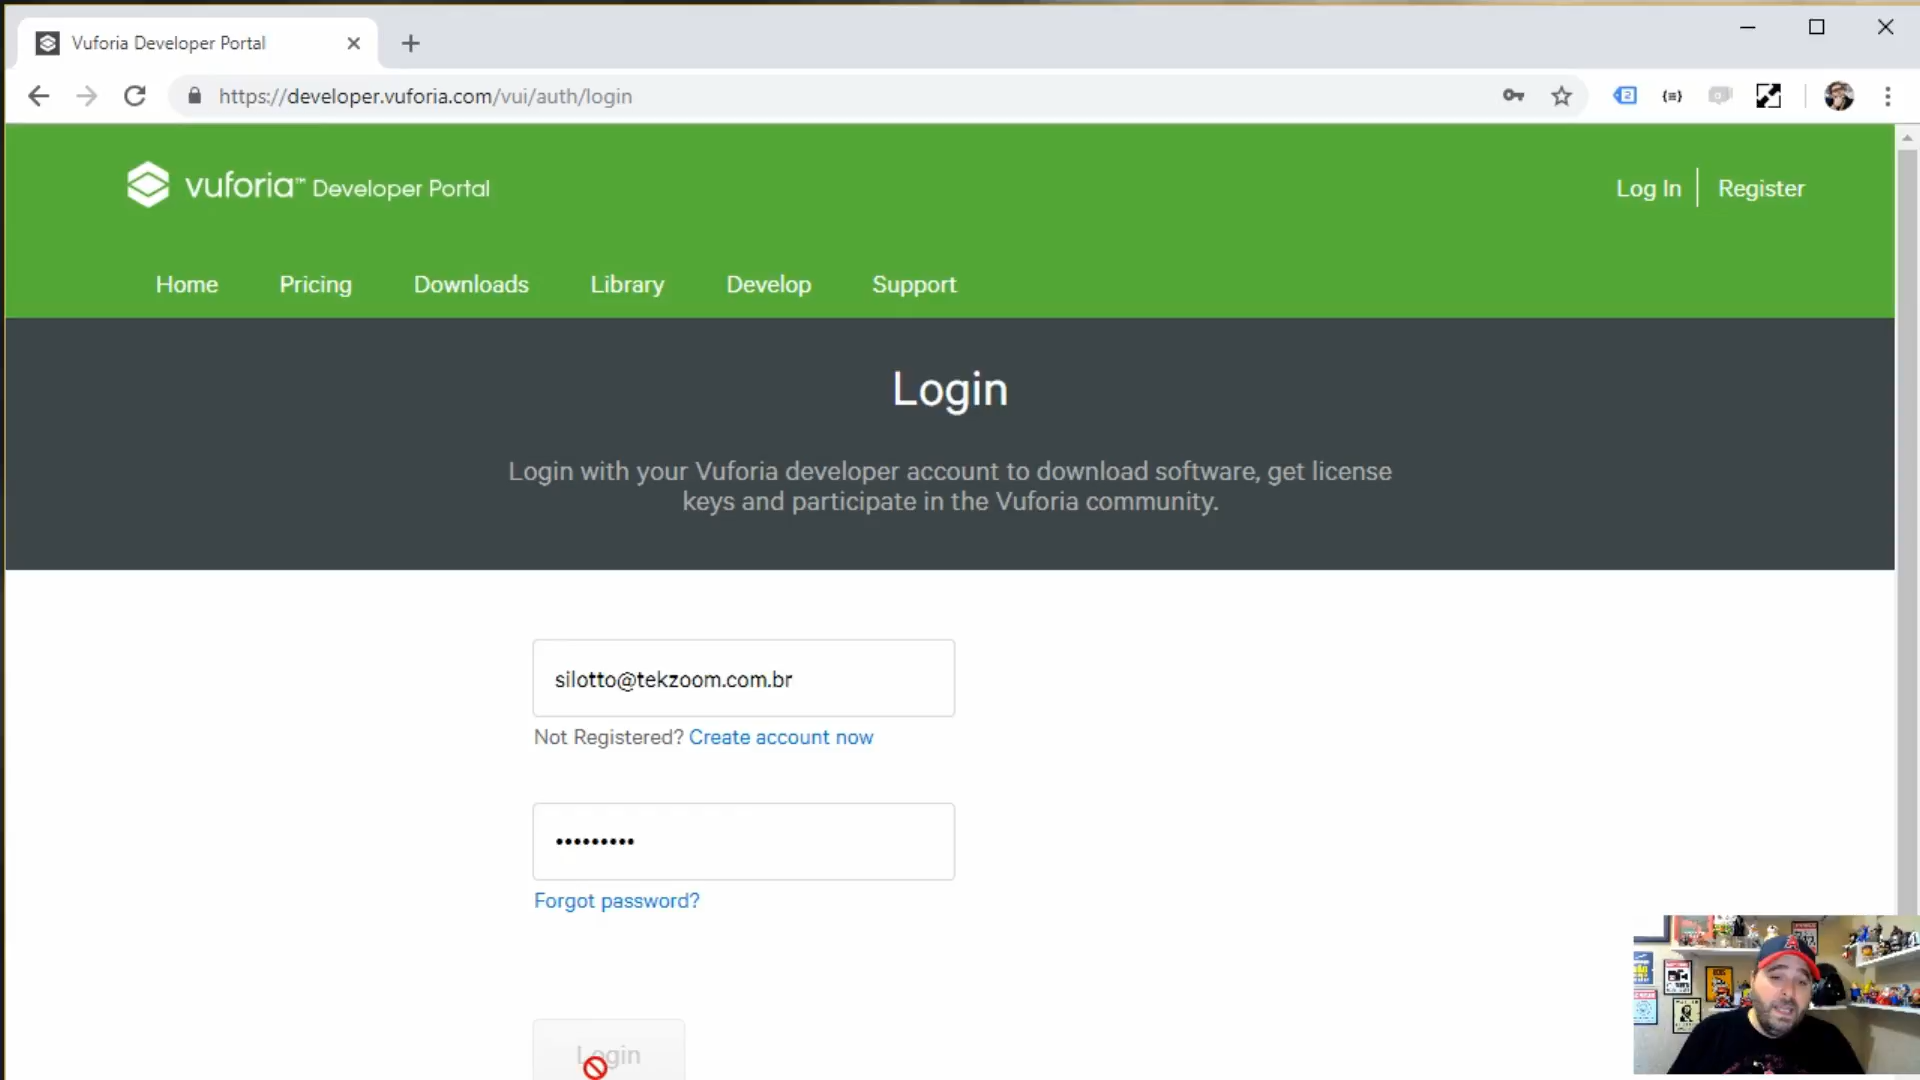 Vuforia Developer Portal
https://developer.vuforia.com/vui/auth/login
vuforia™ Developer Portal
Log In
Register
Home
Pricing
Downloads
Library
Develop
Support
Login
Login with your Vuforia developer account to download software, get license
keys and participate in the Vuforia community.
silotto@tekzoom.com.br
Not Registered? Create account now
•••••••••
Forgot password?
Login